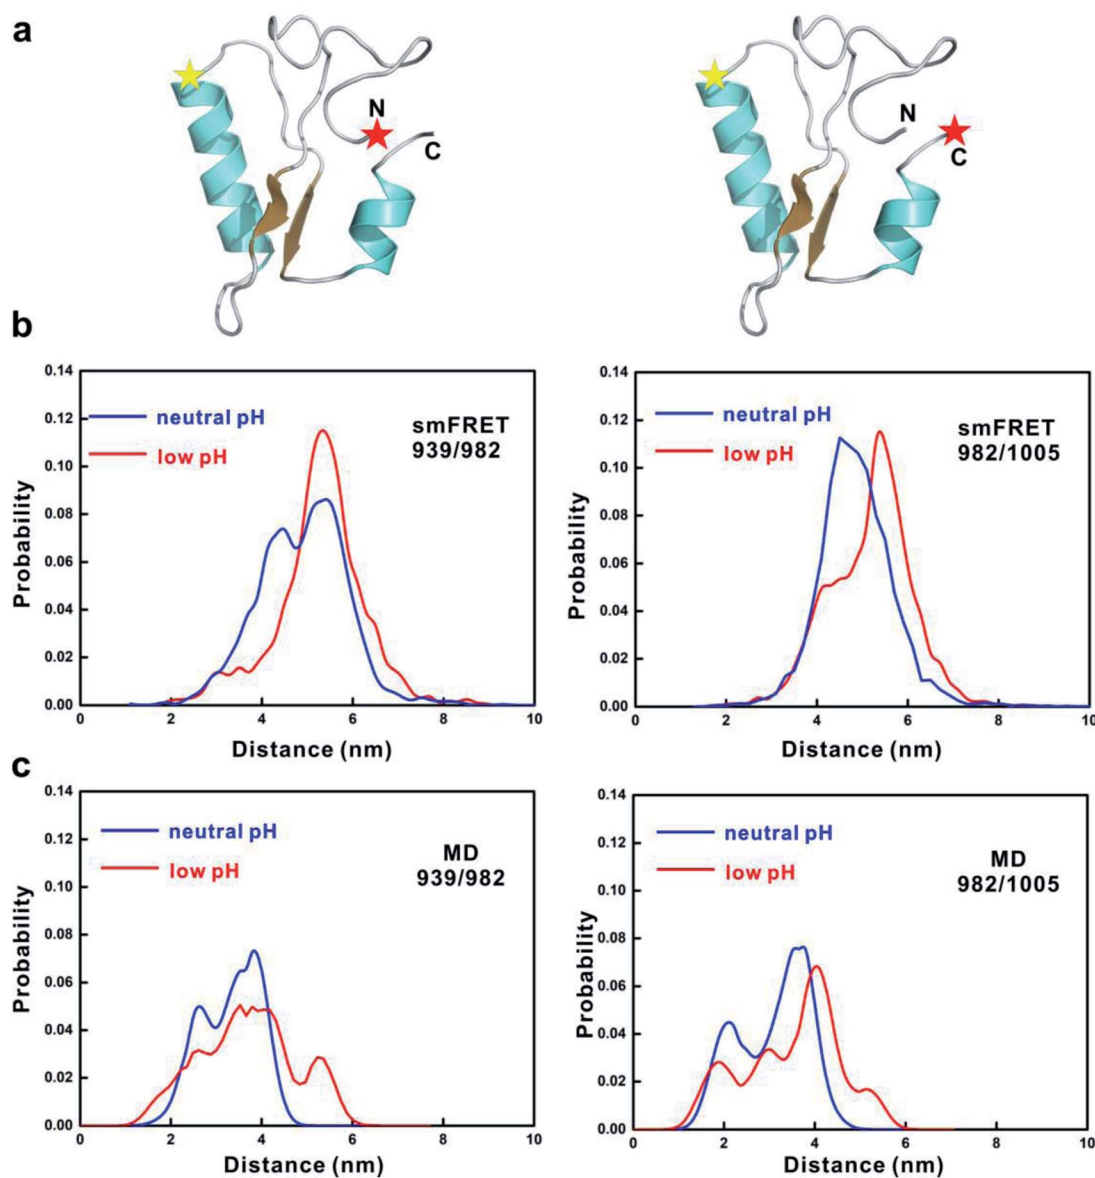 a
N
C
N
C
b
0.14
0.12
0.10
0.08
0.06
0.04
0.02
0.00
Probability
neutral pH
low pH
smFRET
939/982
0 2 4 6 8 10
Distance (nm)
0.14
0.12
0.10
0.08
0.06
0.04
0.02
0.00
Probability
neutral pH
low pH
smFRET
982/1005
0 2 4 6 8 10
Distance (nm)
c
0.14
0.12
0.10
0.08
0.06
0.04
0.02
0.00
Probability
neutral pH
low pH
MD
939/982
0 2 4 6 8 10
Distance (nm)
0.14
0.12
0.10
0.08
0.06
0.04
0.02
0.00
Probability
neutral pH
low pH
MD
982/1005
0 2 4 6 8 10
Distance (nm)